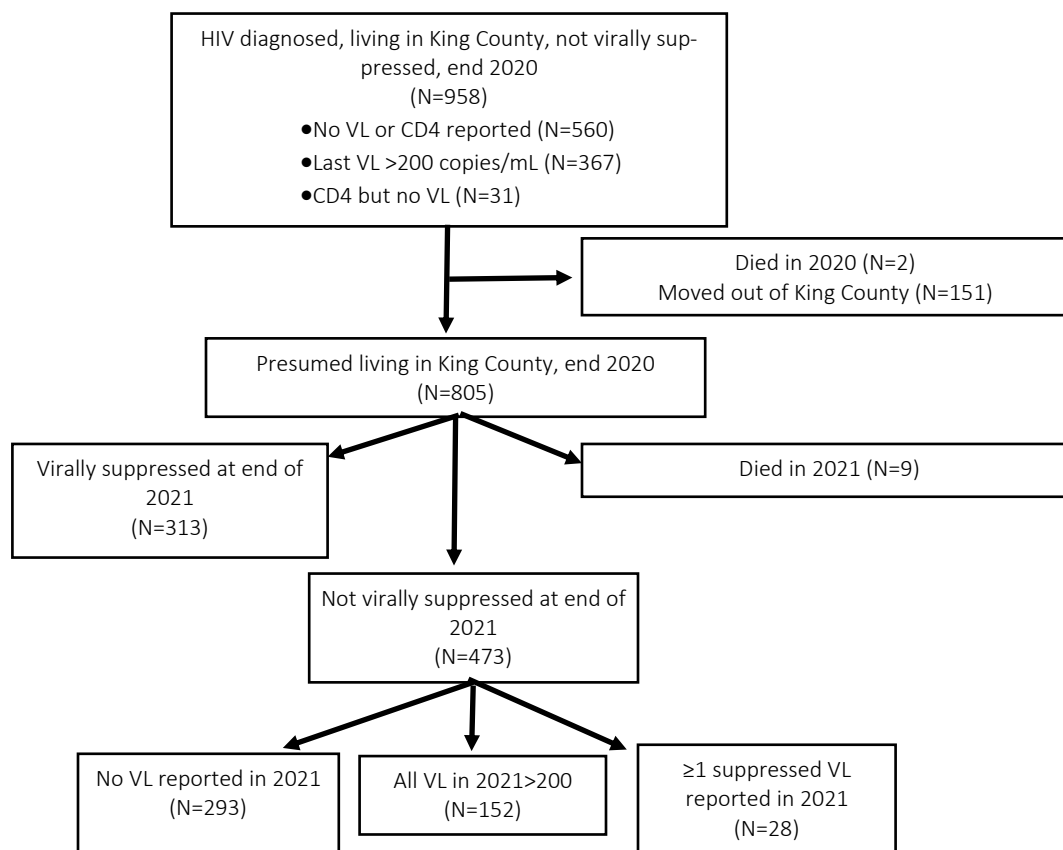 HIV diagnosed, living in King County, not virally sup-
pressed, end 2020
(N=958)
●No VL or CD4 reported (N=560)
●Last VL >200 copies/mL (N=367)
●CD4 but no VL (N=31)
Died in 2020 (N=2)
Moved out of King County (N=151)
Presumed living in King County, end 2020
(N=805)
Virally suppressed at end of
2021
(N=313)
Died in 2021 (N=9)
Not virally suppressed at end of
2021
(N=473)
No VL reported in 2021
(N=293)
All VL in 2021>200
(N=152)
≥1 suppressed VL
reported in 2021
(N=28)